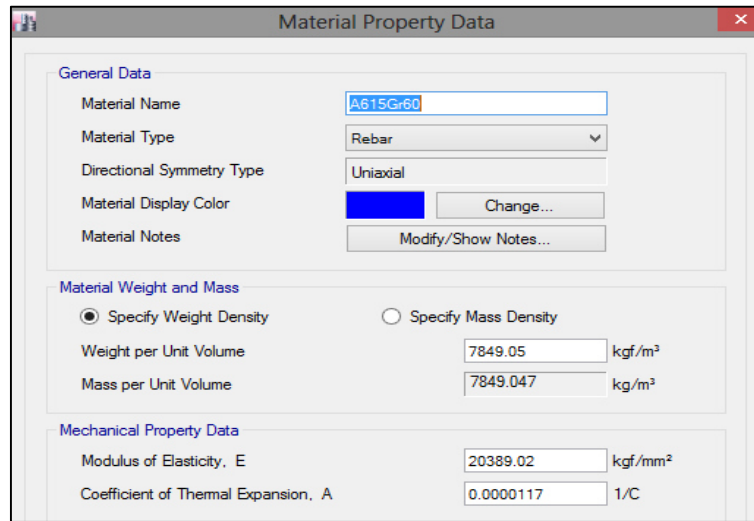 Material Property Data
General Data
Material Name A615Gr60
Material Type Rebar
Directional Symmetry Type Uniaxial
Material Display Color Change...
Material Notes Modify/Show Notes...
Material Weight and Mass
Specify Weight Density Specify Mass Density
Weight per Unit Volume 7849.05 kgf/m³
Mass per Unit Volume 7849.047 kg/m³
Mechanical Property Data
Modulus of Elasticity, E 20389.02 kgf/mm²
Coefficient of Thermal Expansion, A 0.0000117 1/C